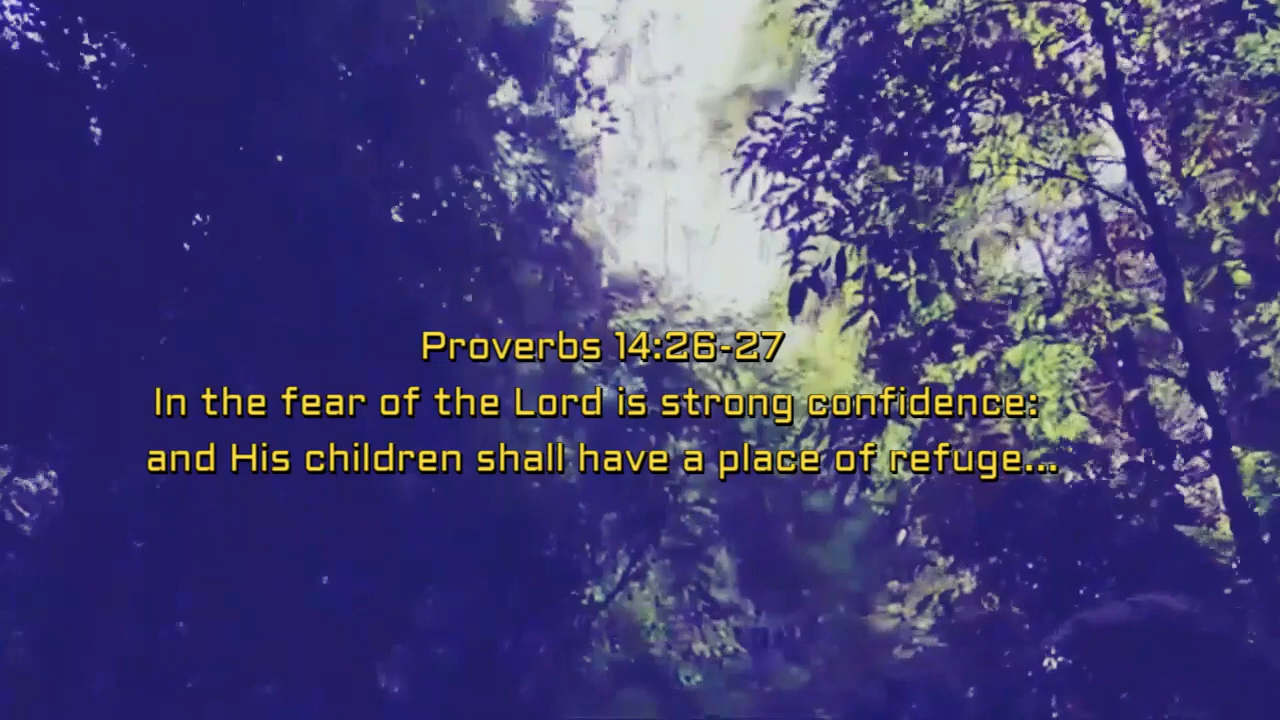 Proverbs 14:26-27
In the fear of the Lord is strong confidence:
and His children shall have a place of refuge...